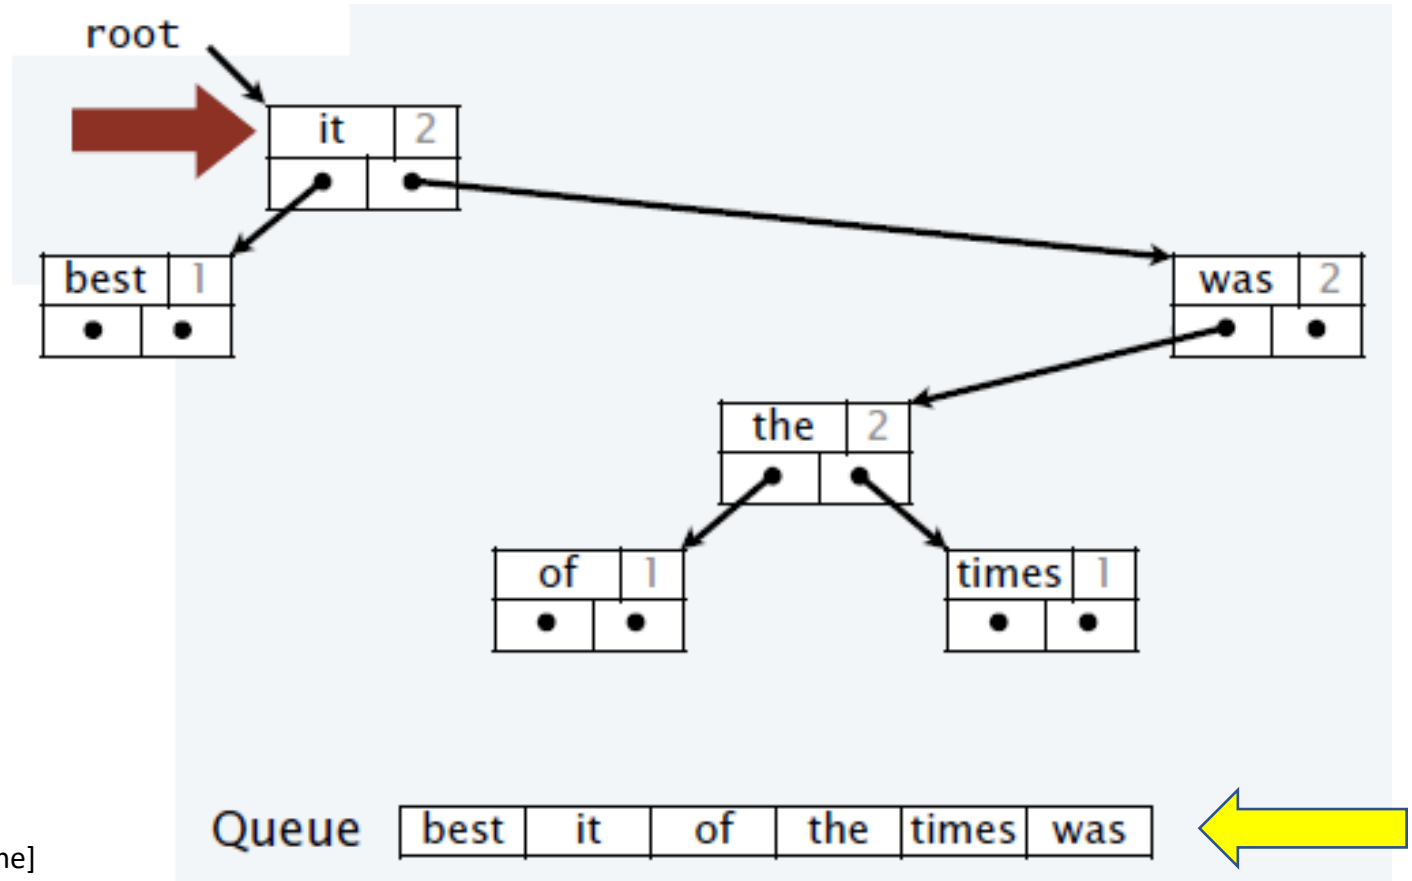 root
it 2
best 1
was 2
the 2
of 1
times 1
Queue best it of the times was
ne]